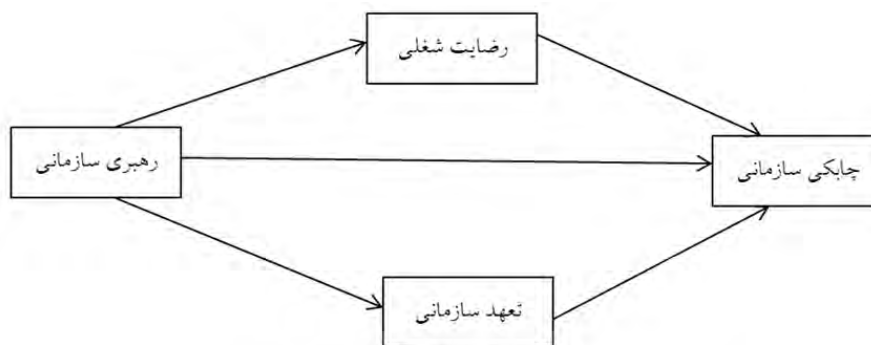 رضایت شغلی
رهبری سازمانی
چابکی سازمانی
تعهد سازمانی